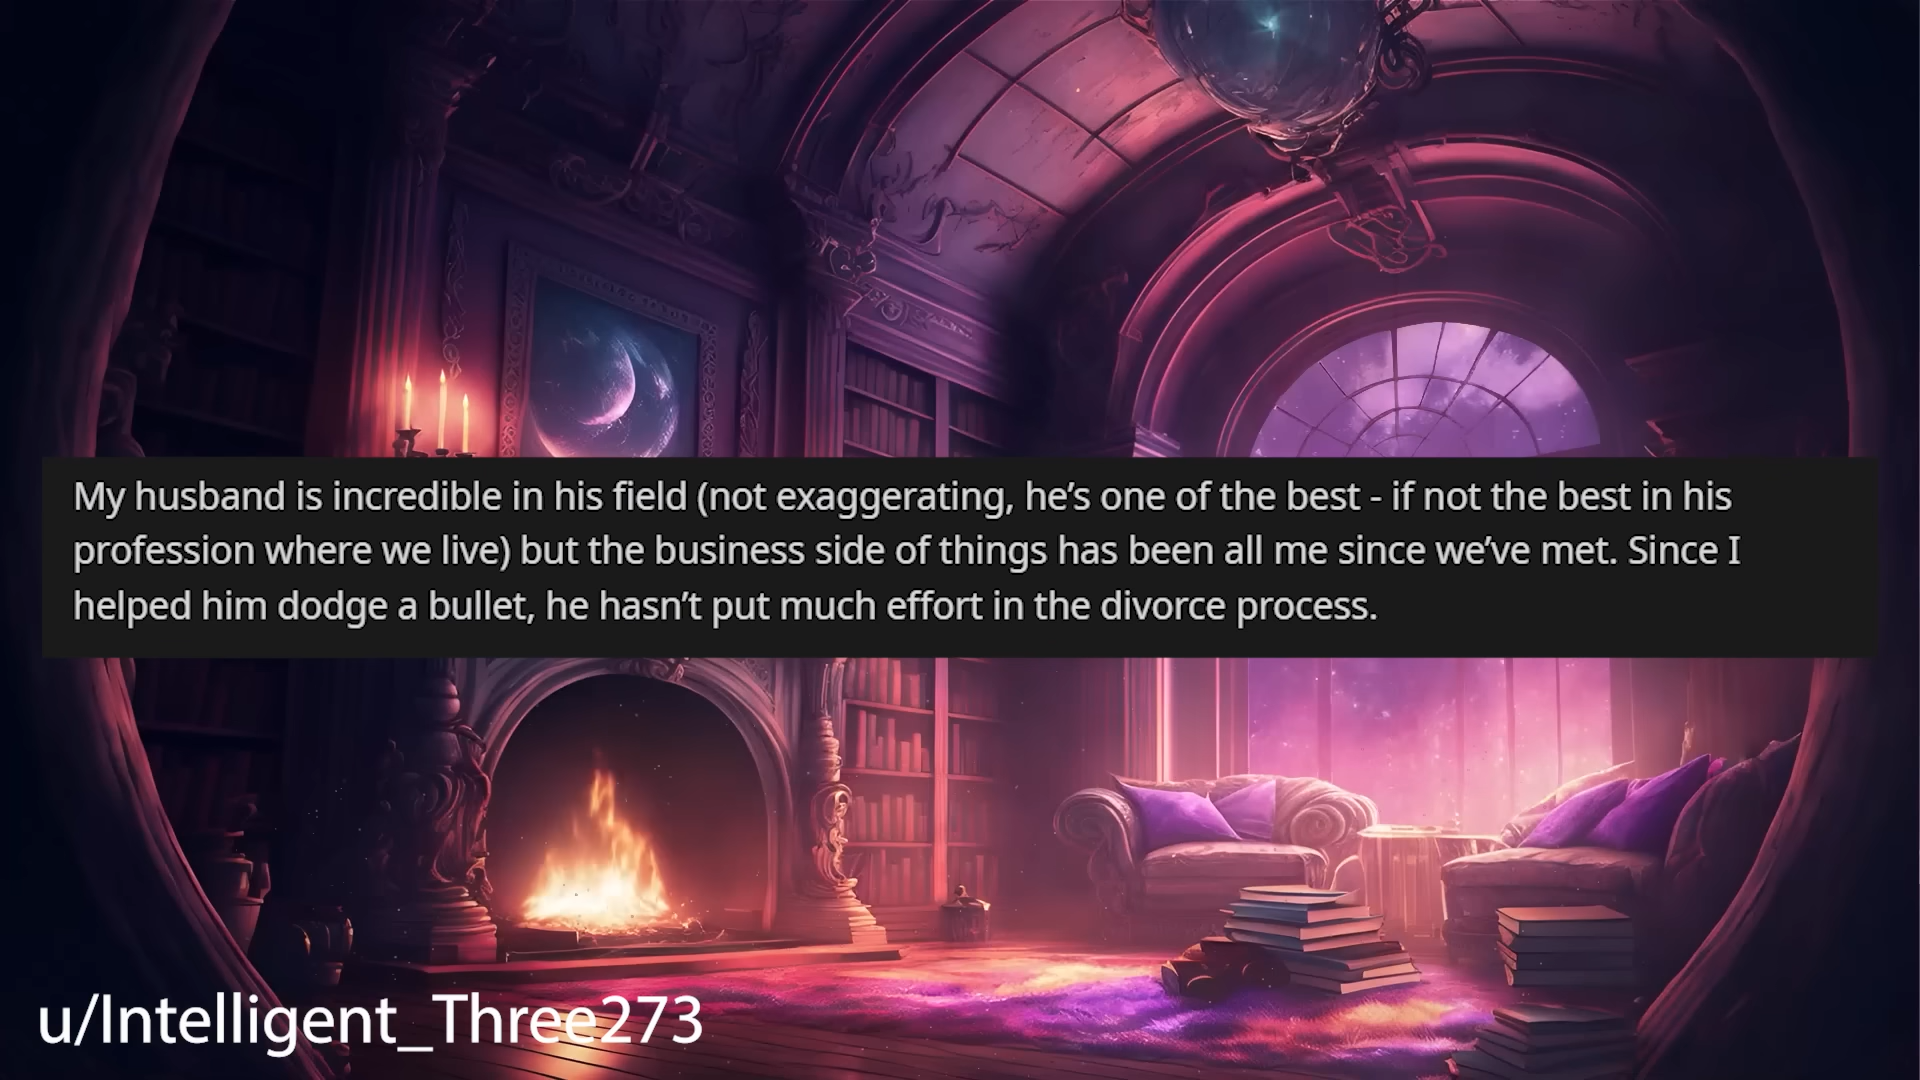 My husband is incredible in his field (not exaggerating, he’s one of the best - if not the best in his
profession where we live) but the business side of things has been all me since we’ve met. Since I
helped him dodge a bullet, he hasn’t put much effort in the divorce process.
u/Intelligent_Three273